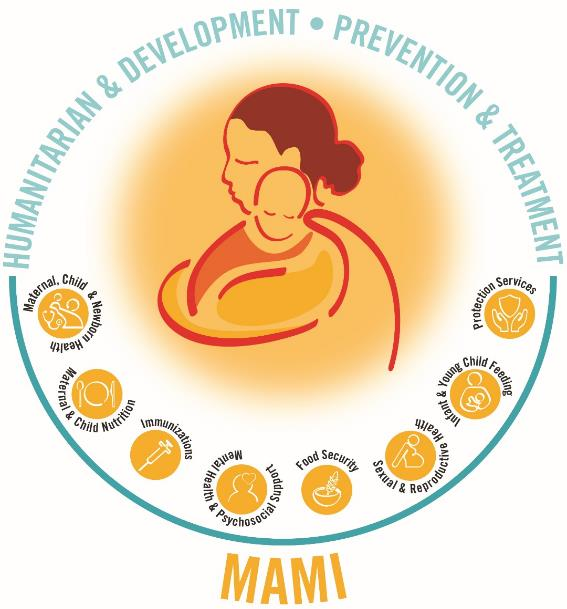 HUMANITARIAN & DEVELOPMENT • PREVENTION & TREATMENT
Maternal, Child & Newborn Health
Maternal & Child Nutrition
Immunizations
Mental Health & Psychosocial Support
Food Security
Sexual & Reproductive Health
Infant & Young Child Feeding
Protection Services
MAMI